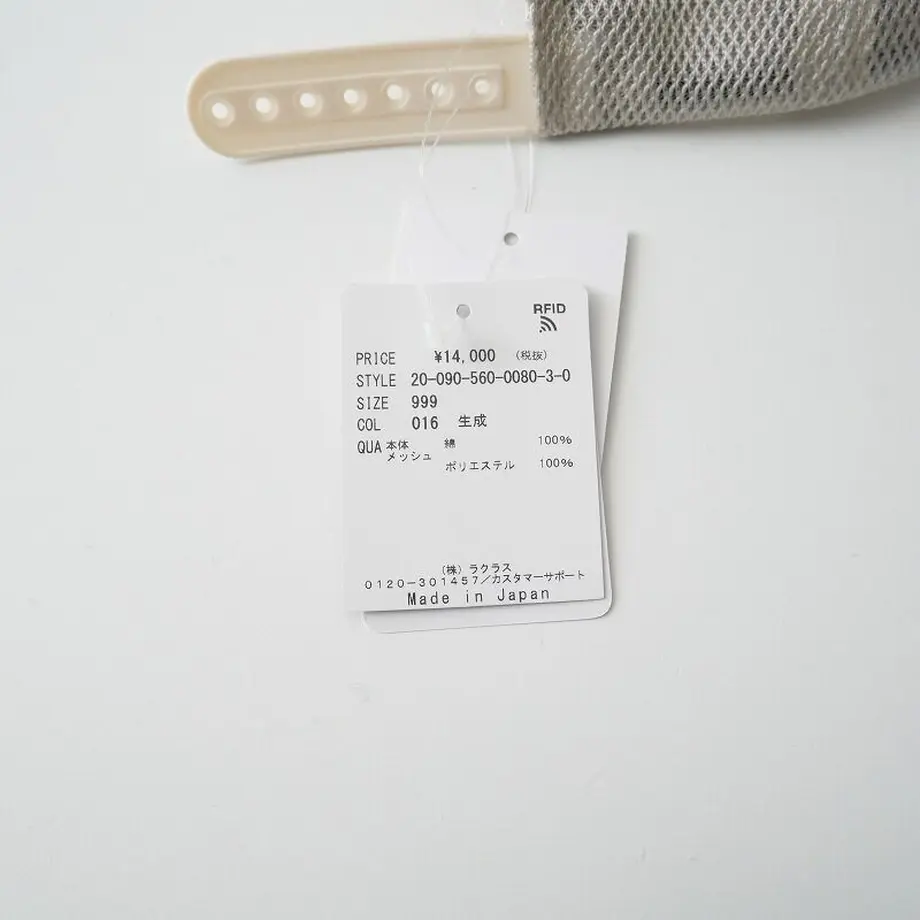 RFID
PRICE ¥14,000 (税抜)
STYLE 20-090-560-0080-3-0
SIZE 999
COL 016 生成
QUA 本体 綿 100%
メッシュ
ポリエステル 100%
(株)ラクラス
0120-301457/カスタマーサポート
Made in Japan